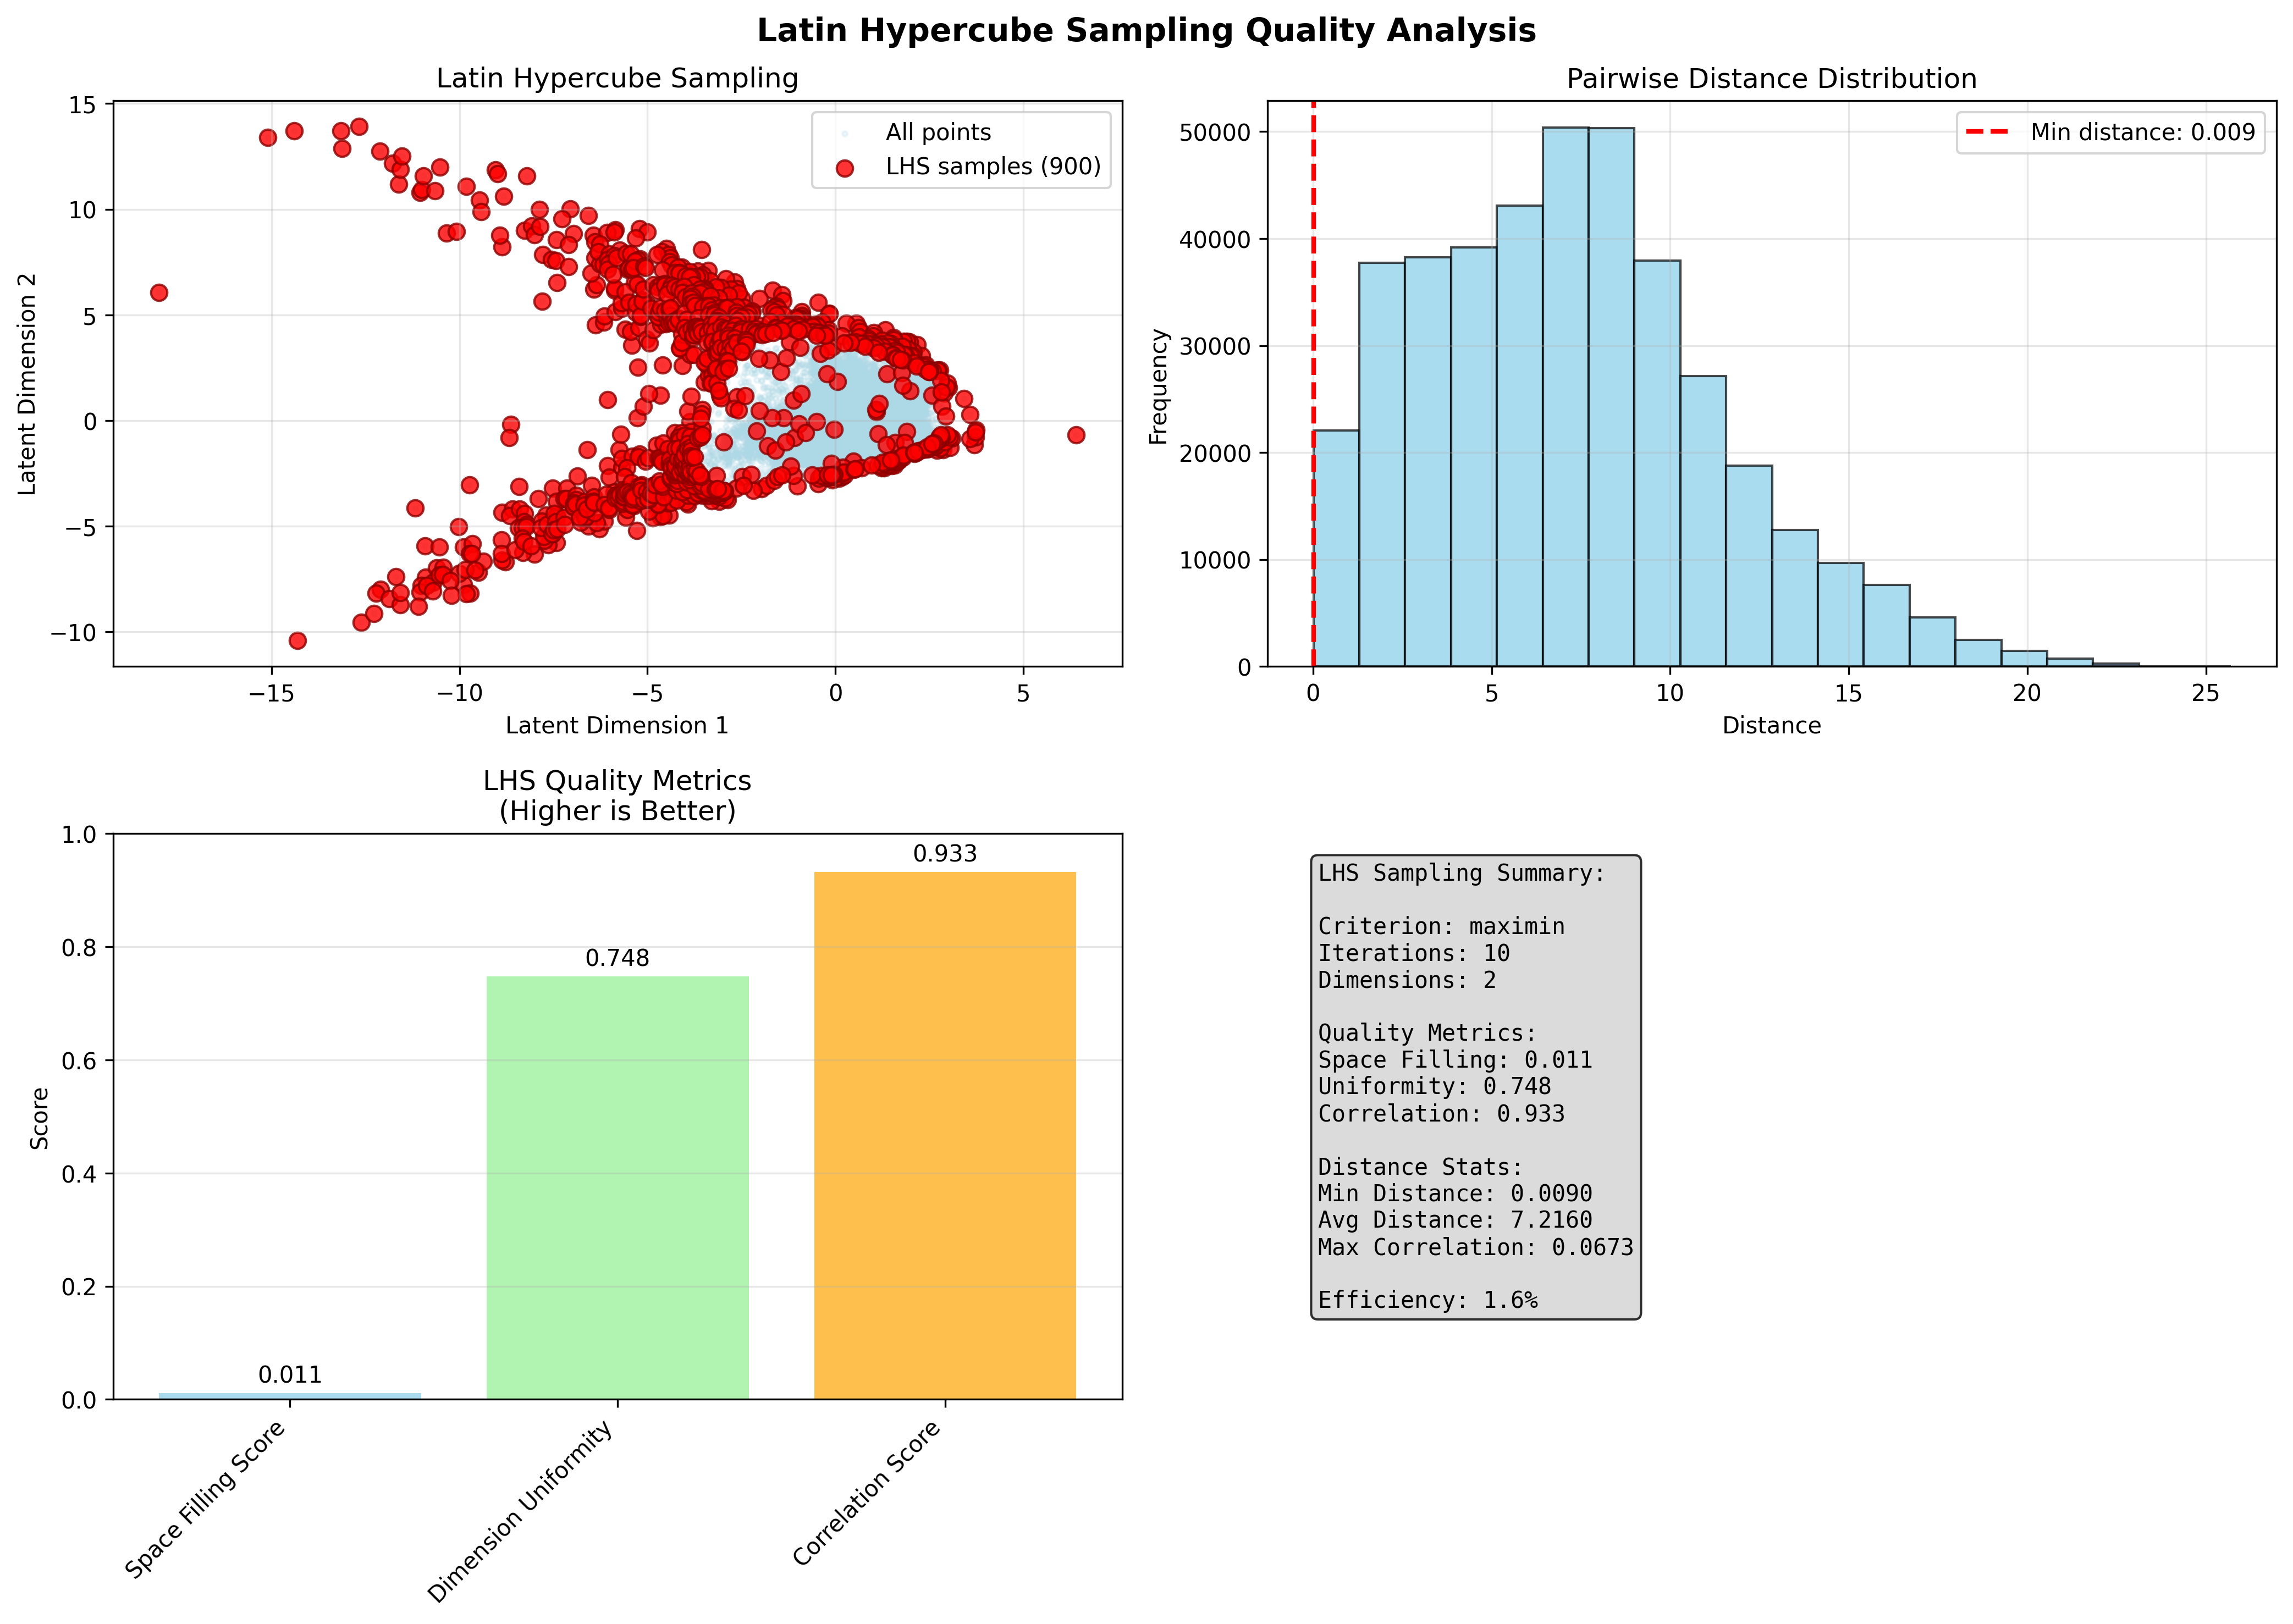 Latin Hypercube Sampling Quality Analysis
Latin Hypercube Sampling
15
10
5
0
−5
−10
Latent Dimension 2
−15
−10
−5
0
5
Latent Dimension 1
All points
LHS samples (900)
Pairwise Distance Distribution
50000
40000
30000
20000
10000
0
Frequency
0
5
10
15
20
25
Distance
Min distance: 0.009
LHS Quality Metrics
(Higher is Better)
1.0
0.8
0.6
0.4
0.2
0.0
Score
0.011
0.748
0.933
Space Filling Score
Dimension Uniformity
Correlation Score
LHS Sampling Summary:
Criterion: maximin
Iterations: 10
Dimensions: 2
Quality Metrics:
Space Filling: 0.011
Uniformity: 0.748
Correlation: 0.933
Distance Stats:
Min Distance: 0.0090
Avg Distance: 7.2160
Max Correlation: 0.0673
Efficiency: 1.6%